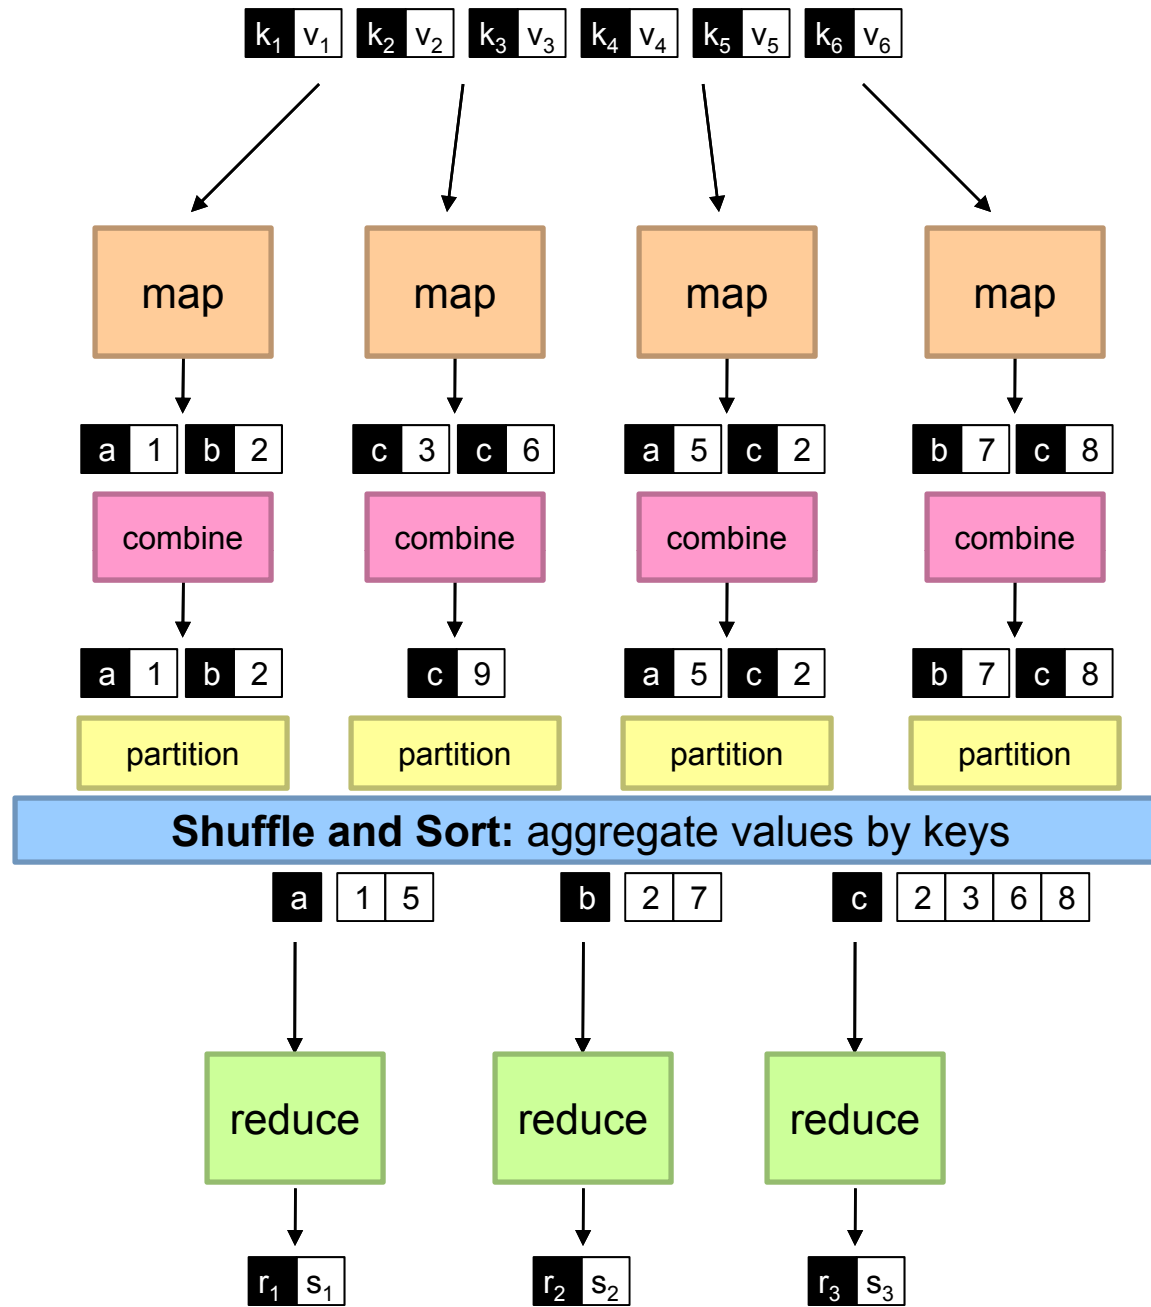 k₁ v₁ k₂ v₂ k₃ v₃ k₄ v₄ k₅ v₅ k₆ v₆
map map map map
a 1 b 2 c 3 c 6 a 5 c 2 b 7 c 8
combine combine combine combine
a 1 b 2 c 9 a 5 c 2 b 7 c 8
partition partition partition partition
Shuffle and Sort: aggregate values by keys
a 1 5 b 2 7 c 2 3 6 8
reduce reduce reduce
r₁ s₁ r₂ s₂ r₃ s₃